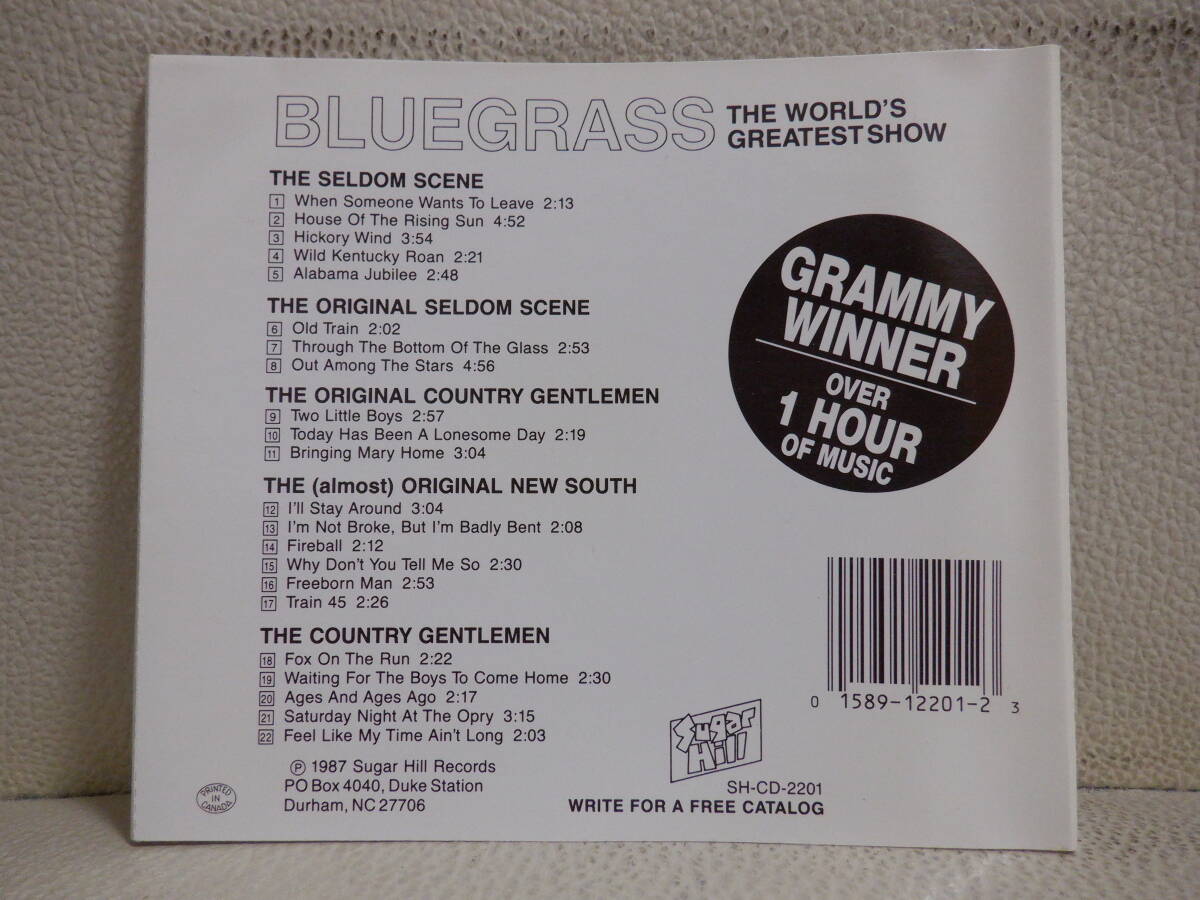 BLUEGRASS THE WORLD'S
GREATEST SHOW
THE SELDOM SCENE
1 When Someone Wants To Leave 2:13
2 House Of The Rising Sun 4:52
3 Hickory Wind 3:54
4 Wild Kentucky Roan 2:21
5 Alabama Jubilee 2:48
THE ORIGINAL SELDOM SCENE
6 Old Train 2:02
7 Through The Bottom Of The Glass 2:53
8 Out Among The Stars 4:56
THE ORIGINAL COUNTRY GENTLEMEN
9 Two Little Boys 2:57
10 Today Has Been A Lonesome Day 2:19
11 Bringing Mary Home 3:04
THE (almost) ORIGINAL NEW SOUTH
12 I'll Stay Around 3:04
13 I'm Not Broke, But I'm Badly Bent 2:08
14 Fireball 2:12
15 Why Don't You Tell Me So 2:30
16 Freeborn Man 2:53
17 Train 45 2:26
THE COUNTRY GENTLEMEN
18 Fox On The Run 2:22
19 Waiting For The Boys To Come Home 2:30
20 Ages And Ages Ago 2:17
21 Saturday Night At The Opry 3:15
22 Feel Like My Time Ain't Long 2:03
℗ 1987 Sugar Hill Records
PO Box 4040, Duke Station
Durham, NC 27706
PRINTED
IN
CANADA
GRAMMY
WINNER
OVER
1 HOUR
OF MUSIC
0 1589-12201-2 3
Sugar
Hill
SH-CD-2201
WRITE FOR A FREE CATALOG